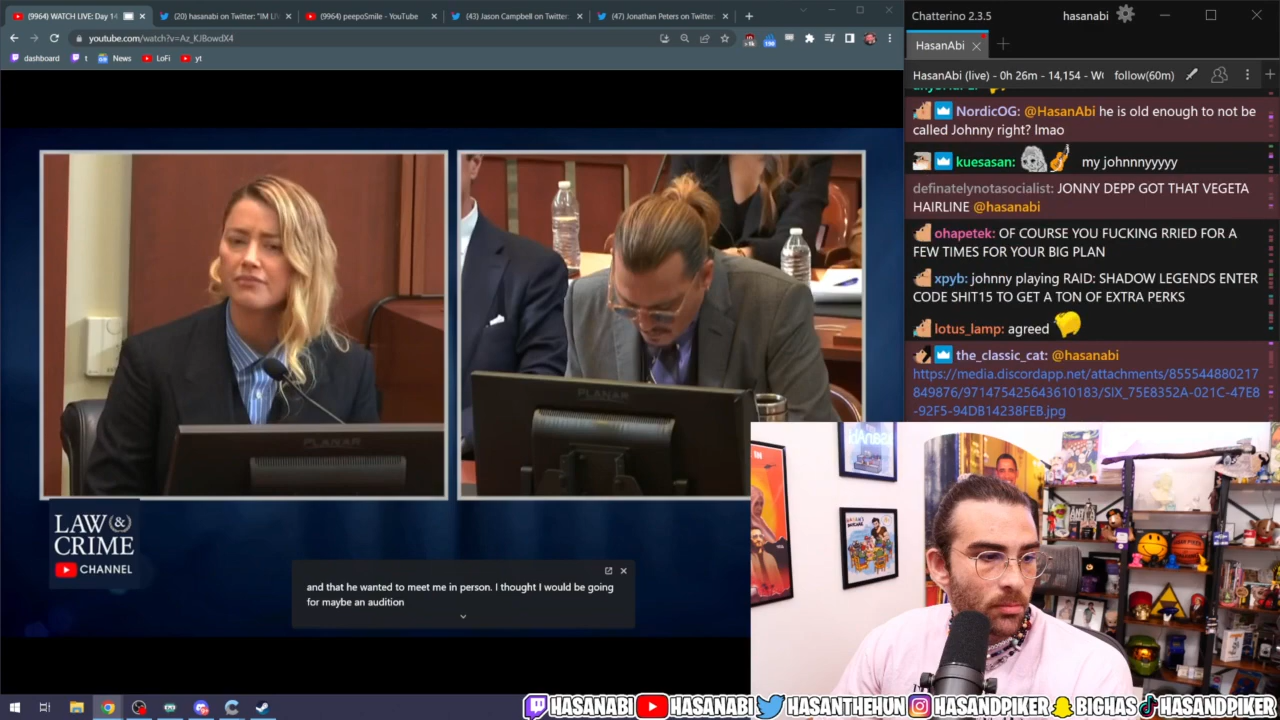 (9964) WATCH LIVE: Day 14
(20) hasanabi on Twitter: "IM LI
(9964) peepoSmile - YouTube
(43) Jason Campbell on Twitter:
(47) Jonathan Peters on Twitter:
youtube.com/watch?v=Az_KJBowdX4
dashboard
t
News
LoFi
yt
PLANAR
PLANAR
LAW &
CRIME
CHANNEL
and that he wanted to meet me in person. I thought I would be going
for maybe an audition
Chatterino 2.3.5
hasanabi
HasanAbi
HasanAbi (live) - 0h 26m - 14,154 - W
follow(60m)
NordicOG: @HasanAbi he is old enough to not be
called Johnny right? lmao
kuesasan: my johnnnyyyyy
definatelynotasocialist: JONNY DEPP GOT THAT VEGETA
HAIRLINE @hasanabi
ohapetek: OF COURSE YOU FUCKING RRIED FOR A
FEW TIMES FOR YOUR BIG PLAN
xpyb: johnny playing RAID: SHADOW LEGENDS ENTER
CODE SHIT15 TO GET A TON OF EXTRA PERKS
lotus_lamp: agreed
the_classic_cat: @hasanabi
https://media.discordapp.net/attachments/855544880217
849876/971475425643610183/SIX_75E8352A-021C-47E8
-92F5-94DB14238FEB.jpg
HASANABI
HASANABI
HASANTHEHUN
HASANDPIKER
BIGHAS
HASANDPIKER